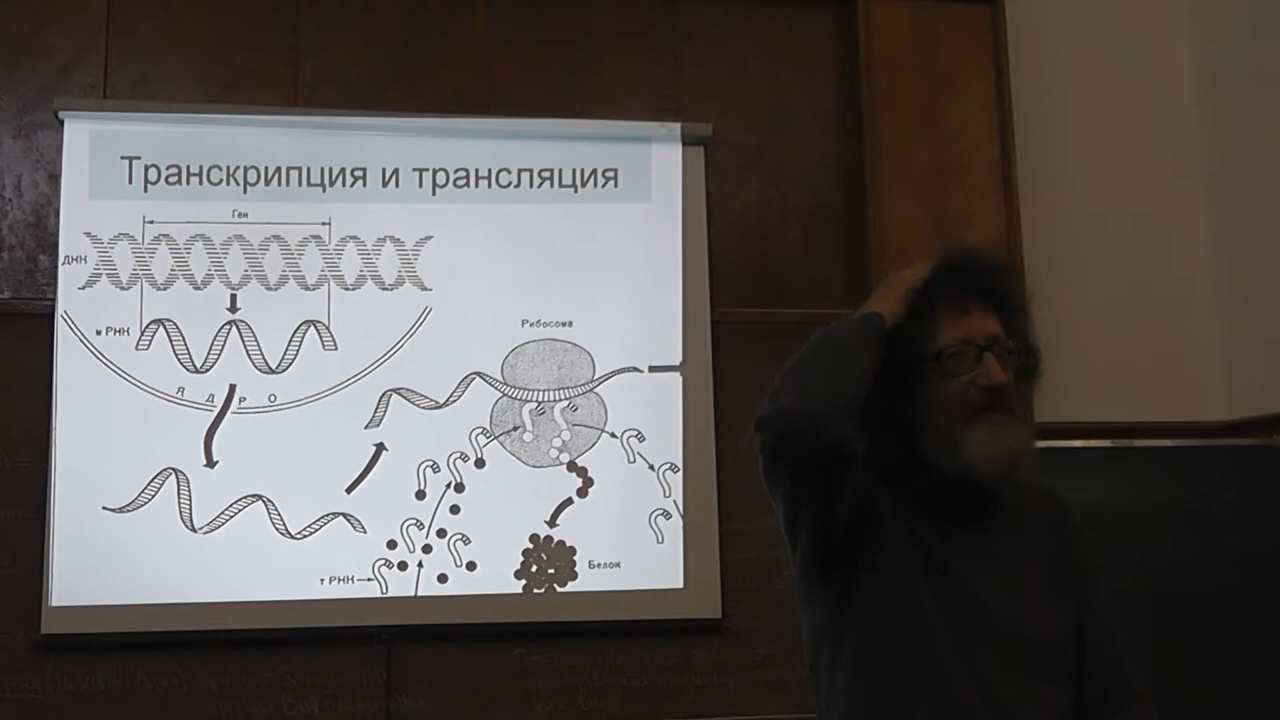 Транскрипция и трансляция
Ген
ДНК
м РНК
Я Д Р О
Рибосома
т РНК
Белок